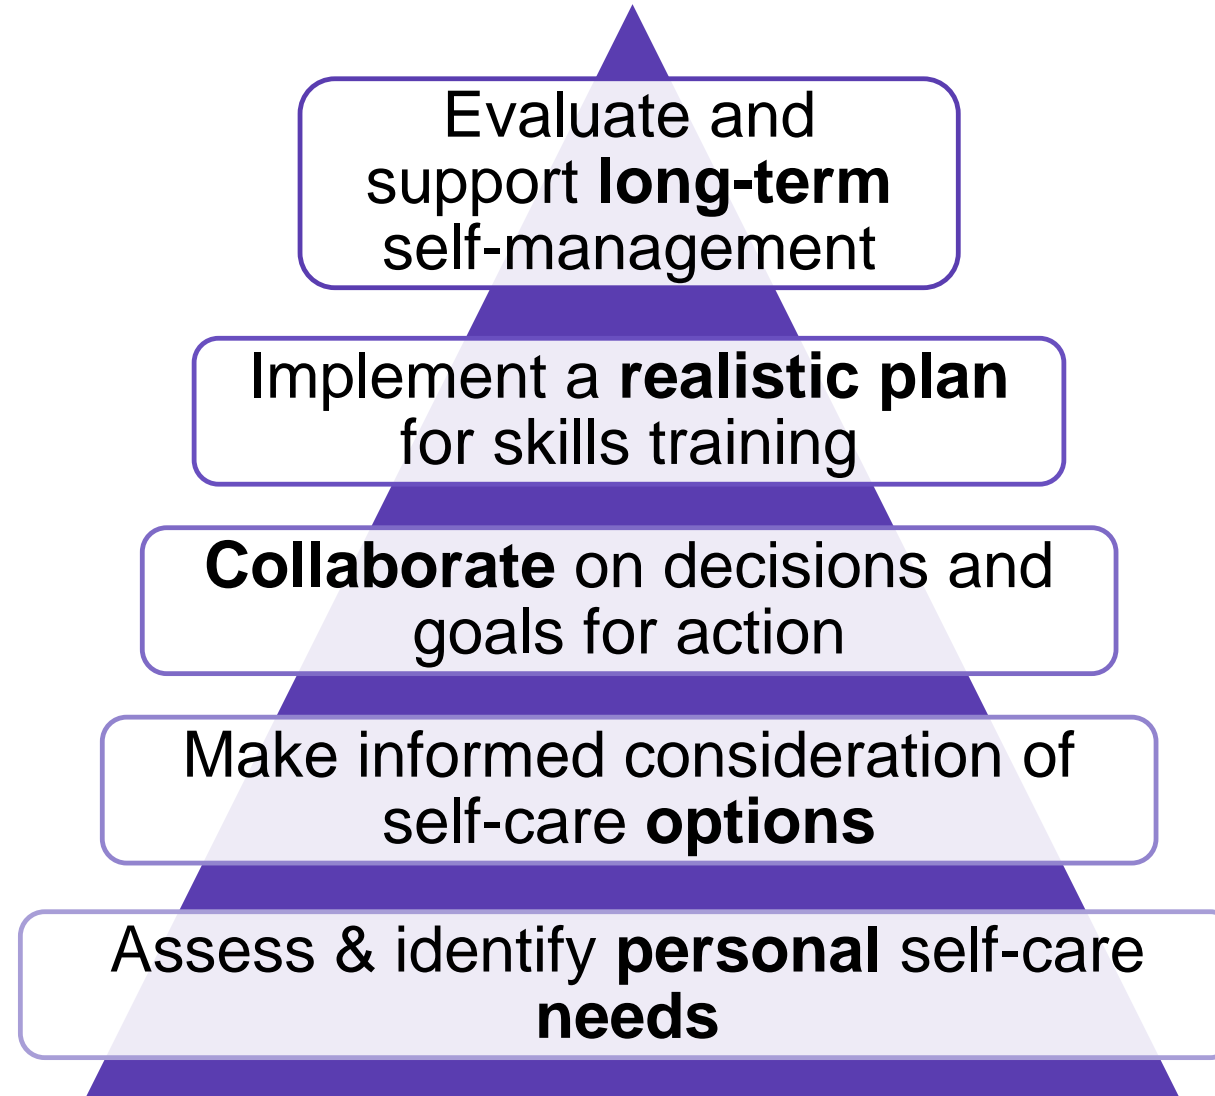 Evaluate and
support long-term
self-management
Implement a realistic plan
for skills training
Collaborate on decisions and
goals for action
Make informed consideration of
self-care options
Assess & identify personal self-care
needs